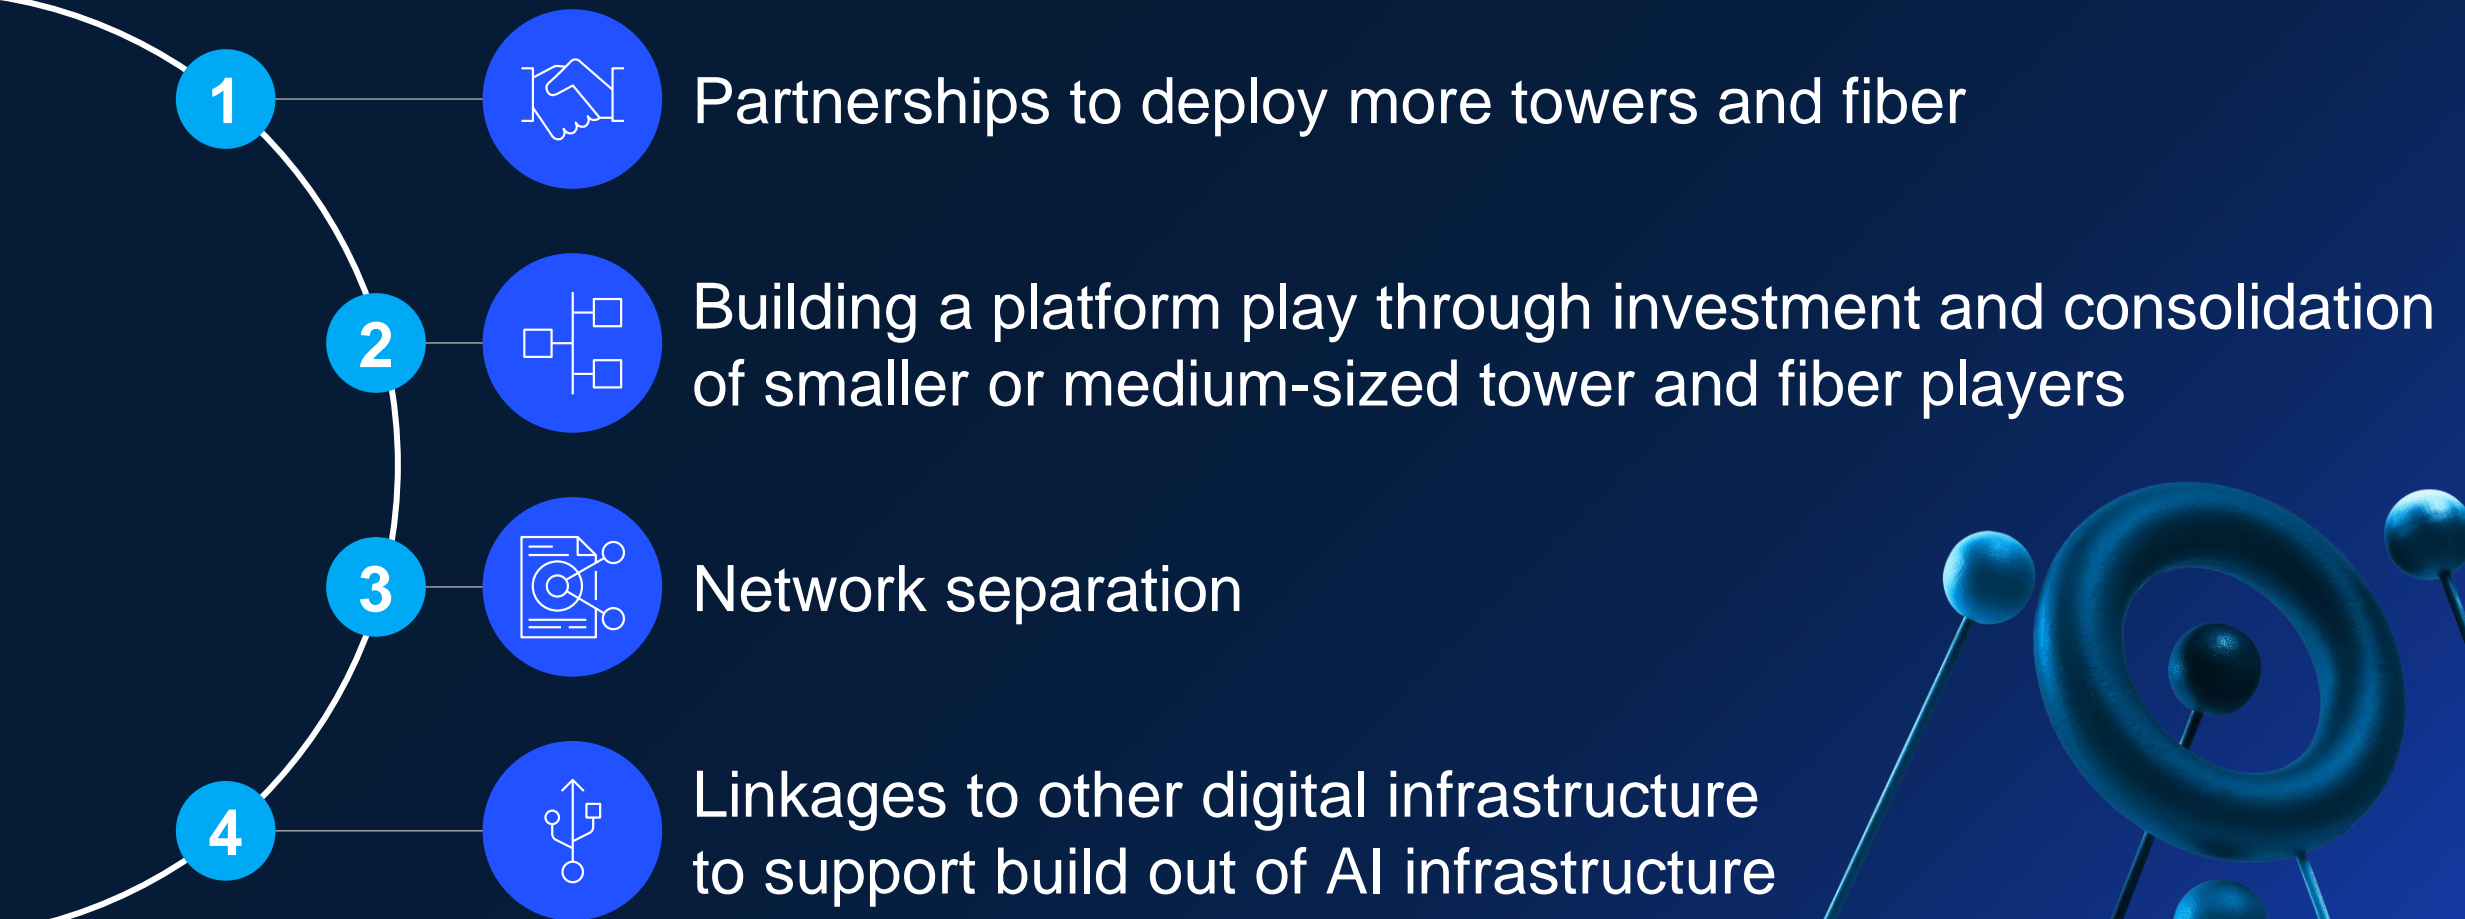 1
Partnerships to deploy more towers and fiber
2
Building a platform play through investment and consolidation
of smaller or medium-sized tower and fiber players
3
Network separation
4
Linkages to other digital infrastructure
to support build out of AI infrastructure